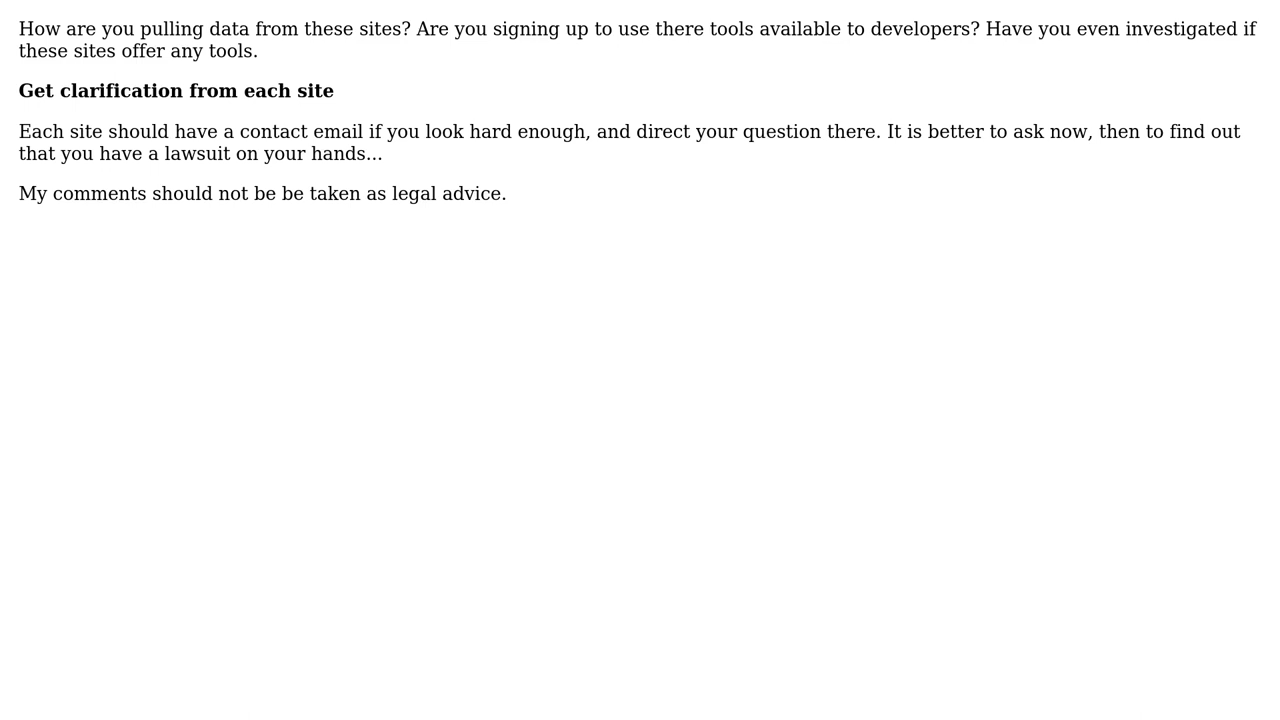 How are you pulling data from these sites? Are you signing up to use there tools available to developers? Have you even investigated if
these sites offer any tools.
Get clarification from each site
Each site should have a contact email if you look hard enough, and direct your question there. It is better to ask now, then to find out
that you have a lawsuit on your hands...
My comments should not be be taken as legal advice.